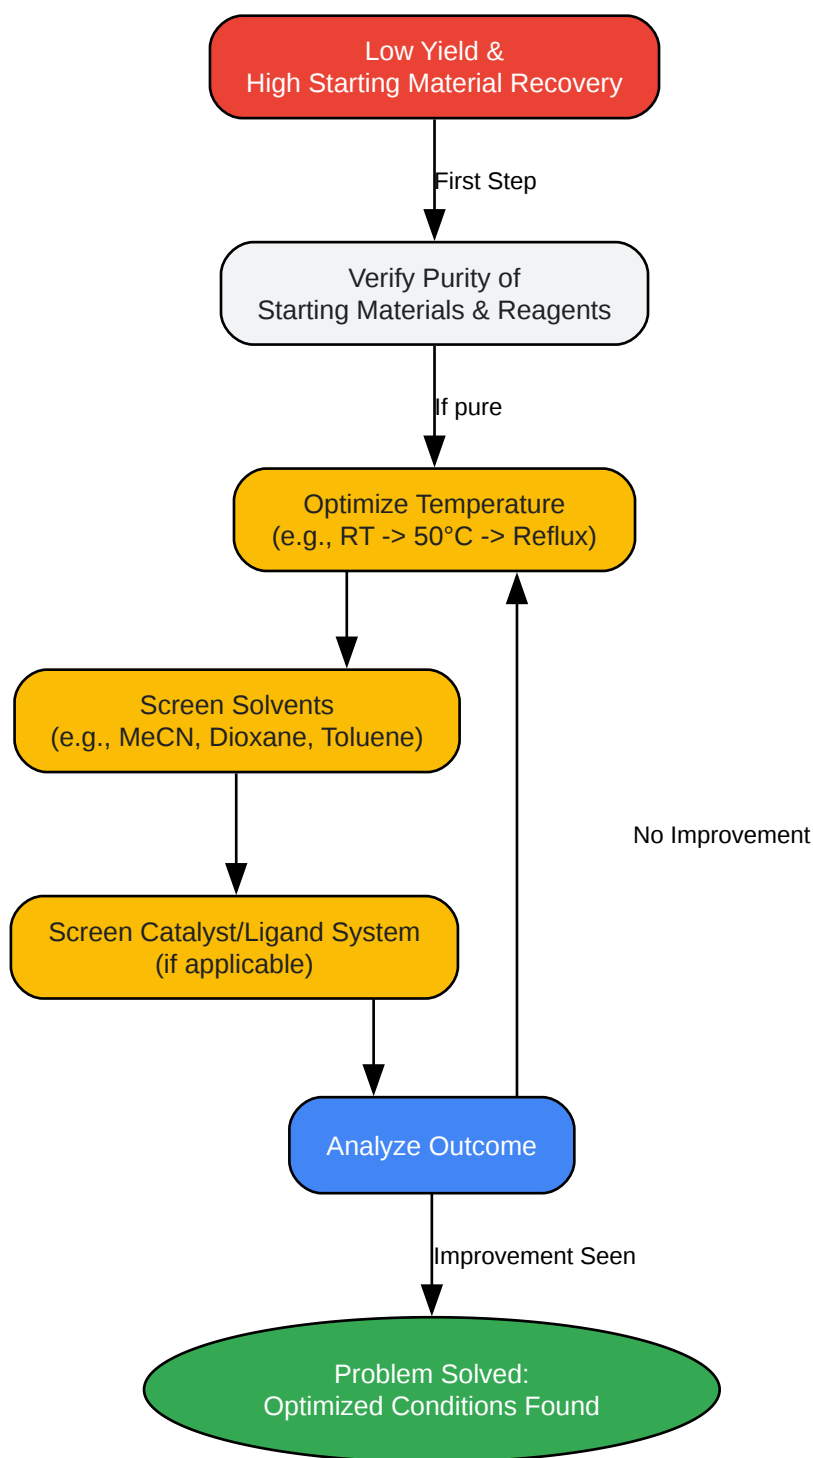 Low Yield &
High Starting Material Recovery
First Step
Verify Purity of
Starting Materials & Reagents
If pure
Optimize Temperature
(e.g., RT -> 50°C -> Reflux)
Screen Solvents
(e.g., MeCN, Dioxane, Toluene)
No Improvement
Screen Catalyst/Ligand System
(if applicable)
Analyze Outcome
Improvement Seen
Problem Solved:
Optimized Conditions Found